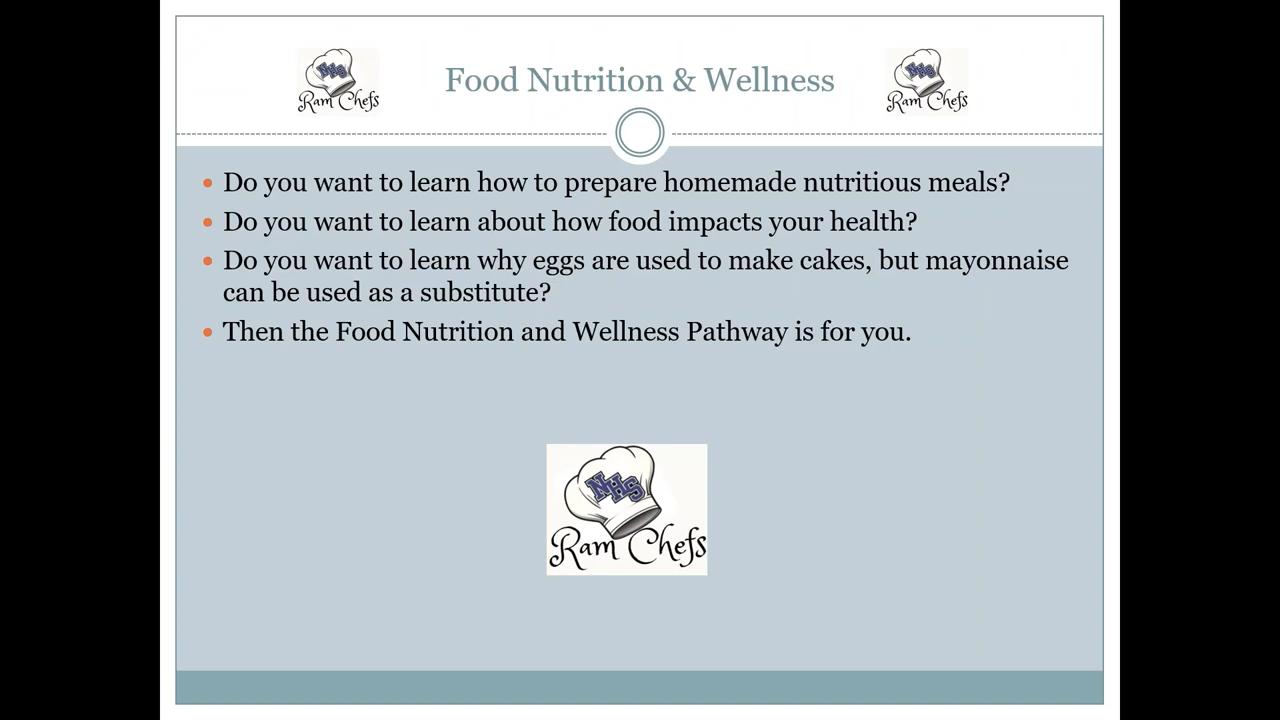 NHS
Ram Chefs
Food Nutrition & Wellness
NHS
Ram Chefs
Do you want to learn how to prepare homemade nutritious meals?
Do you want to learn about how food impacts your health?
Do you want to learn why eggs are used to make cakes, but mayonnaise
can be used as a substitute?
Then the Food Nutrition and Wellness Pathway is for you.
NHS
Ram Chefs